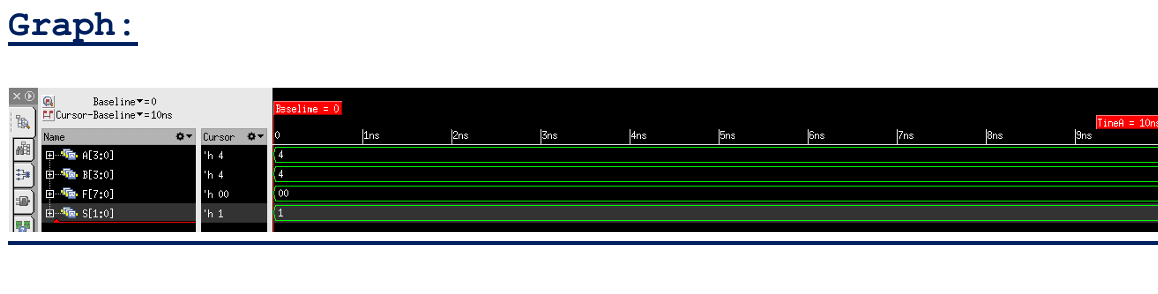 Graph:
Baseline▼=0
Cursor-Baseline▼=10ns
Baseline = 0
TimeA = 10ns
Name Cursor 0 1ns 2ns 3ns 4ns 5ns 6ns 7ns 8ns 9ns
A[3:0] 'h 4 4
B[3:0] 'h 4 4
F[7:0] 'h 00 00
S[1:0] 'h 1 1